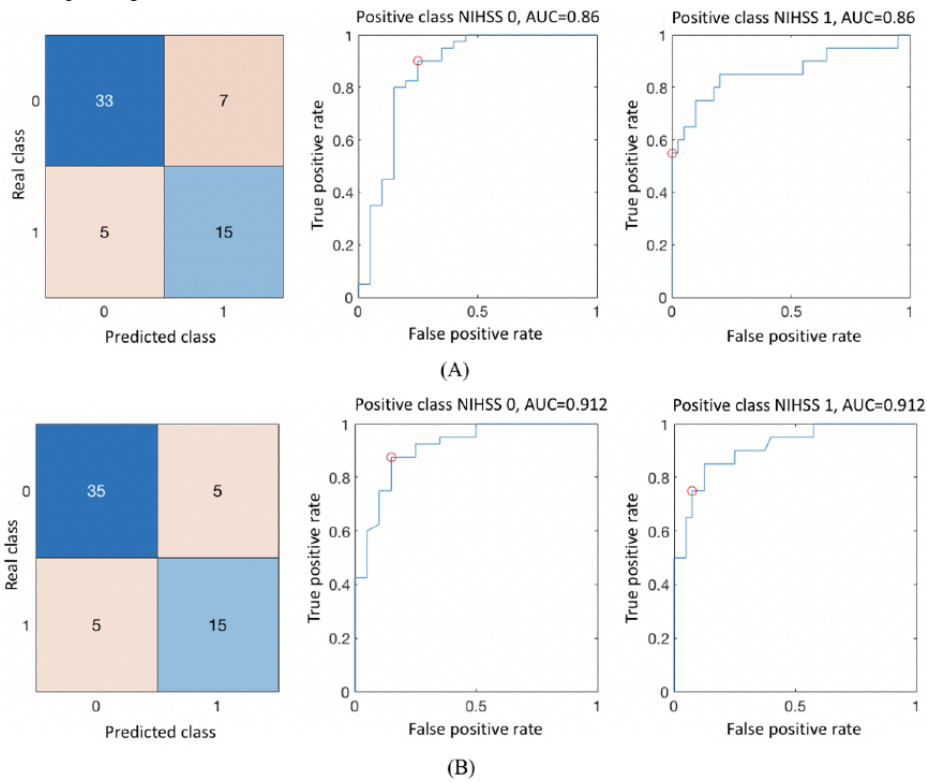 Positive class NIHSS 0, AUC=0.86
Positive class NIHSS 1, AUC=0.86
Real class
0
1
33
7
5
15
0
1
Predicted class
True positive rate
1
0.8
0.6
0.4
0.2
0
0
0.5
1
False positive rate
True positive rate
1
0.8
0.6
0.4
0.2
0
0
0.5
1
False positive rate
(A)
Positive class NIHSS 0, AUC=0.912
Positive class NIHSS 1, AUC=0.912
Real class
0
1
35
5
5
15
0
1
Predicted class
True positive rate
1
0.8
0.6
0.4
0.2
0
0
0.5
1
False positive rate
True positive rate
1
0.8
0.6
0.4
0.2
0
0
0.5
1
False positive rate
(B)